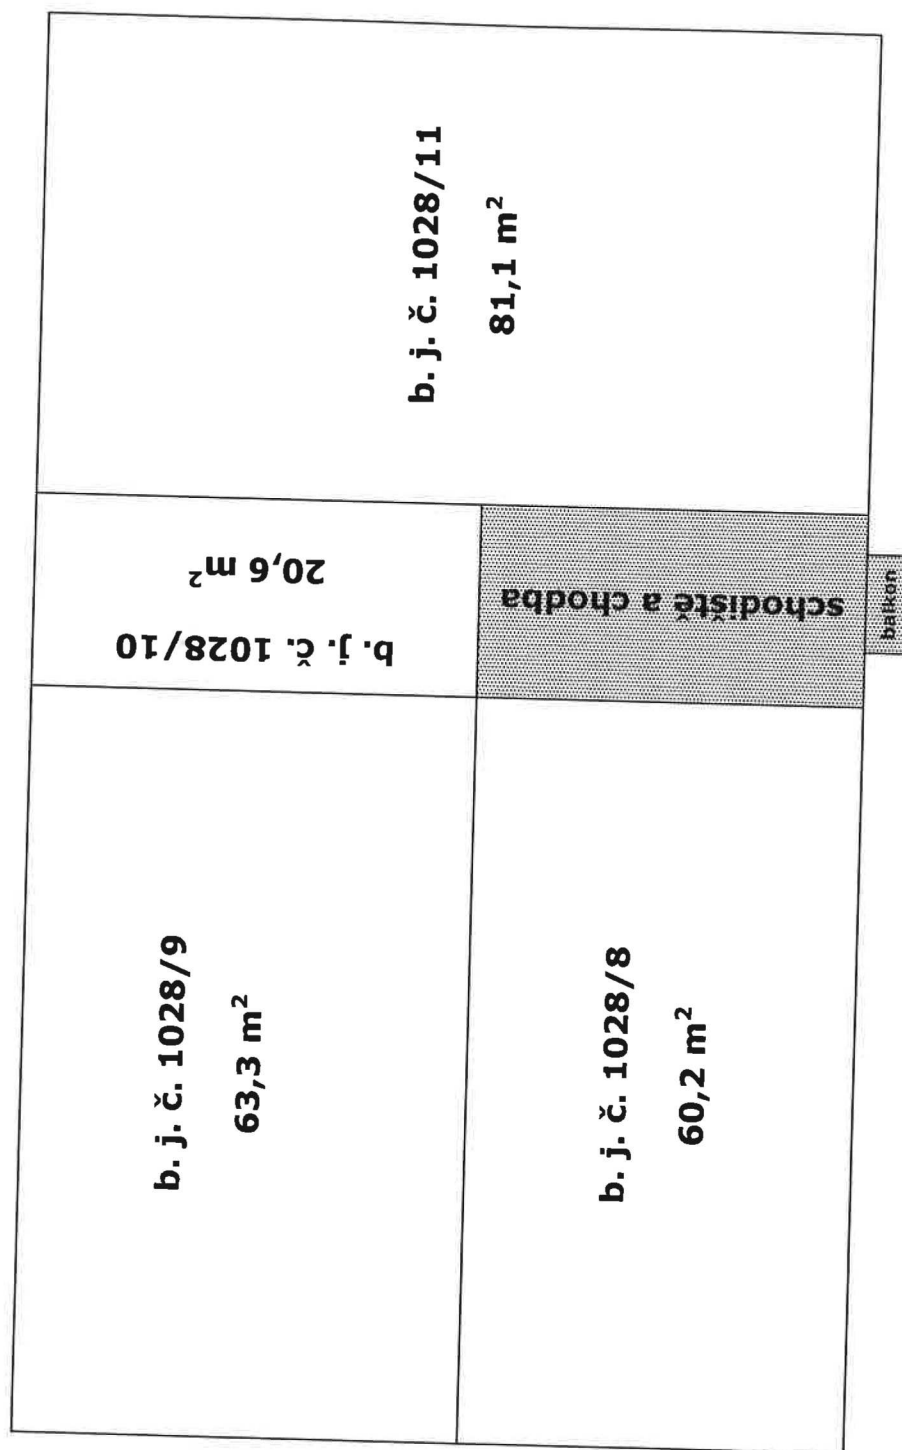 b. j. č. 1028/11
81,1 m²
b. j. č. 1028/10
20,6 m²
schodiště a chodba
balkon
b. j. č. 1028/9
63,3 m²
b. j. č. 1028/8
60,2 m²